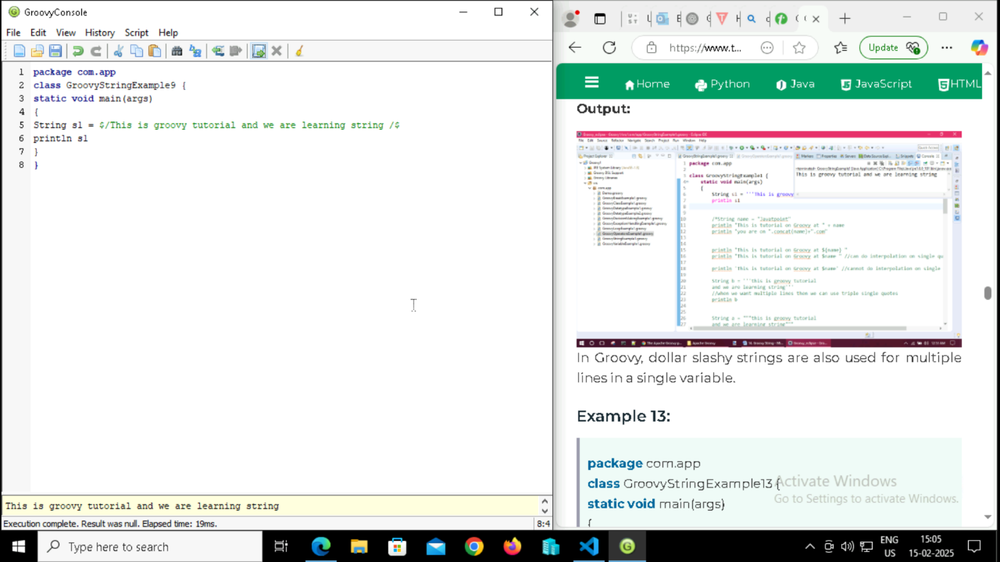 GroovyConsole
File Edit View History Script Help
1 package com.app
2 class GroovyStringExample9 {
3 static void main(args)
4 {
5 String s1 = $/This is groovy tutorial and we are learning string /$
6 println s1
7 }
8 }
This is groovy tutorial and we are learning string
Execution complete. Result was null. Elapsed time: 19ms.
8:4
https://www.t...
Update
Home
Python
Java
JavaScript
HTML
Output:
package com.app
class GroovyStringExample1 {
static void main(args)
{
String s1 = '''This is groovy
println s1
/*String name = "Javatpoint"
println "This is tutorial on Groovy at " + name
println "you are on ".concat(name)+".com"
println "This is tutorial on Groovy at ${name} "
println "This is tutorial on Groovy at $name " //can do interpolation on single qu
println 'This is tutorial on Groovy at $name' //cannot do interpolation on single
String b = '''this is groovy tutorial
and we are learning string'''
//when we want multiple lines then we can use triple single quotes
println b
String a = """this is groovy tutorial
and we are learning string"""
This is groovy tutorial and we are learning string
In Groovy, dollar slashy strings are also used for multiple
lines in a single variable.
Example 13:
package com.app
class GroovyStringExample13 {
static void main(args)
{
Activate Windows
Go to Settings to activate Windows.
Type here to search
ENG
US
15:05
15-02-2025